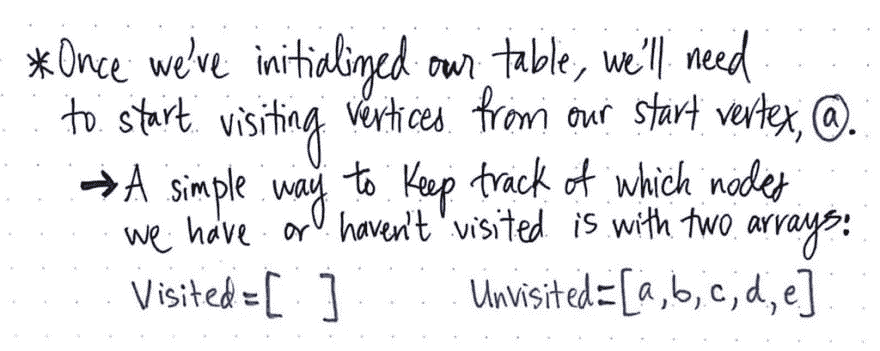 *Once we've initialized our table, we'll need
to start visiting vertices from our start vertex, ⓐ.
→ A simple way to keep track of which nodes
we have or haven't visited is with two arrays:
Visited=[ ] Unvisited=[a,b,c,d,e]